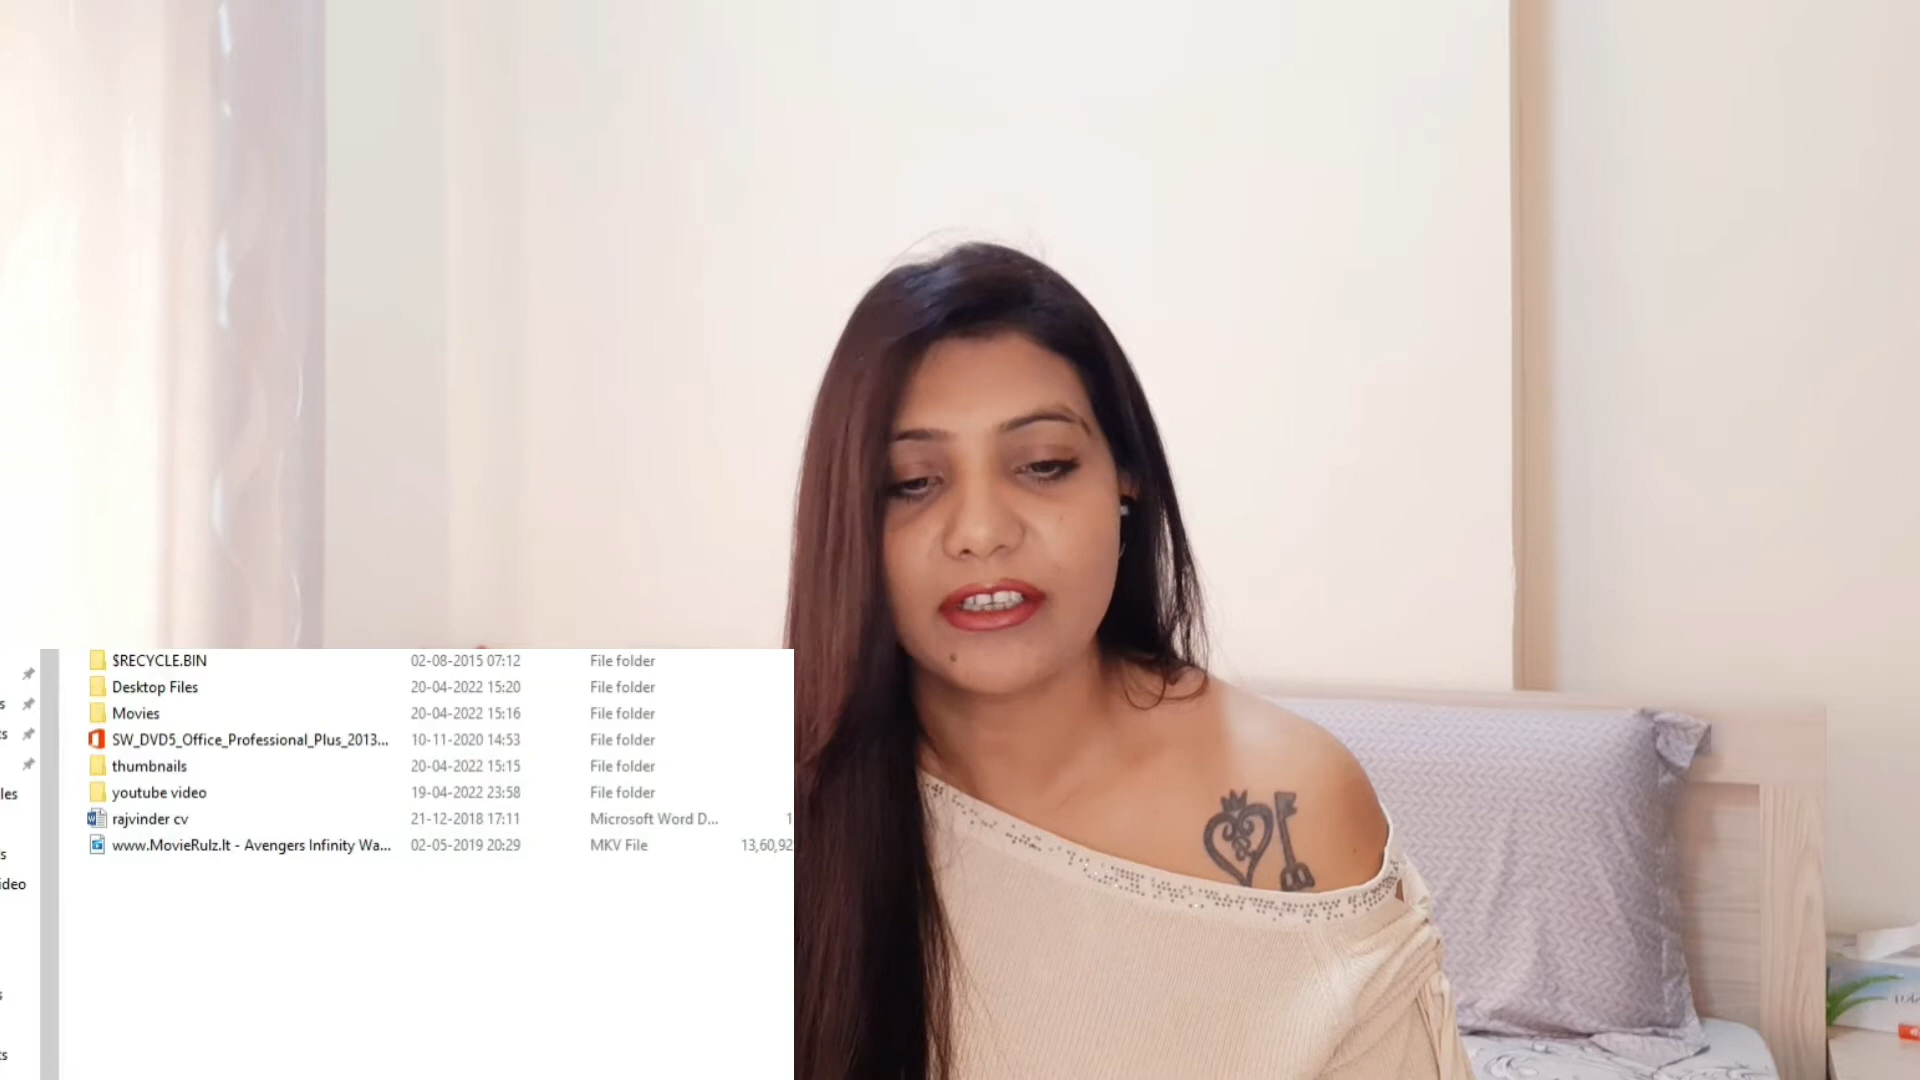 $RECYCLE.BIN 02-08-2015 07:12 File folder
Desktop Files 20-04-2022 15:20 File folder
Movies 20-04-2022 15:16 File folder
SW_DVD5_Office_Professional_Plus_2013... 10-11-2020 14:53 File folder
thumbnails 20-04-2022 15:15 File folder
youtube video 19-04-2022 23:58 File folder
rajvinder cv 21-12-2018 17:11 Microsoft Word D... 1
www.MovieRulz.lt - Avengers Infinity Wa... 02-05-2019 20:29 MKV File 13,60,92